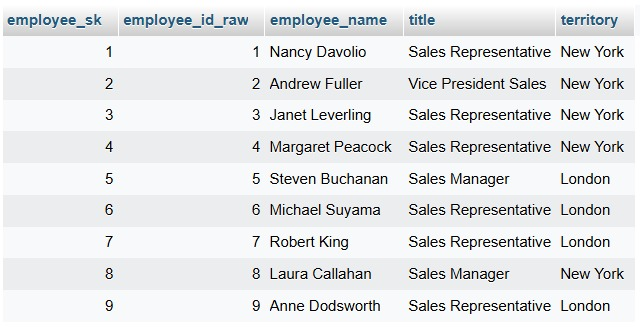 employee_sk employee_id_raw employee_name title territory
1 1 Nancy Davolio Sales Representative New York
2 2 Andrew Fuller Vice President Sales New York
3 3 Janet Leverling Sales Representative New York
4 4 Margaret Peacock Sales Representative New York
5 5 Steven Buchanan Sales Manager London
6 6 Michael Suyama Sales Representative London
7 7 Robert King Sales Representative London
8 8 Laura Callahan Sales Manager New York
9 9 Anne Dodsworth Sales Representative London